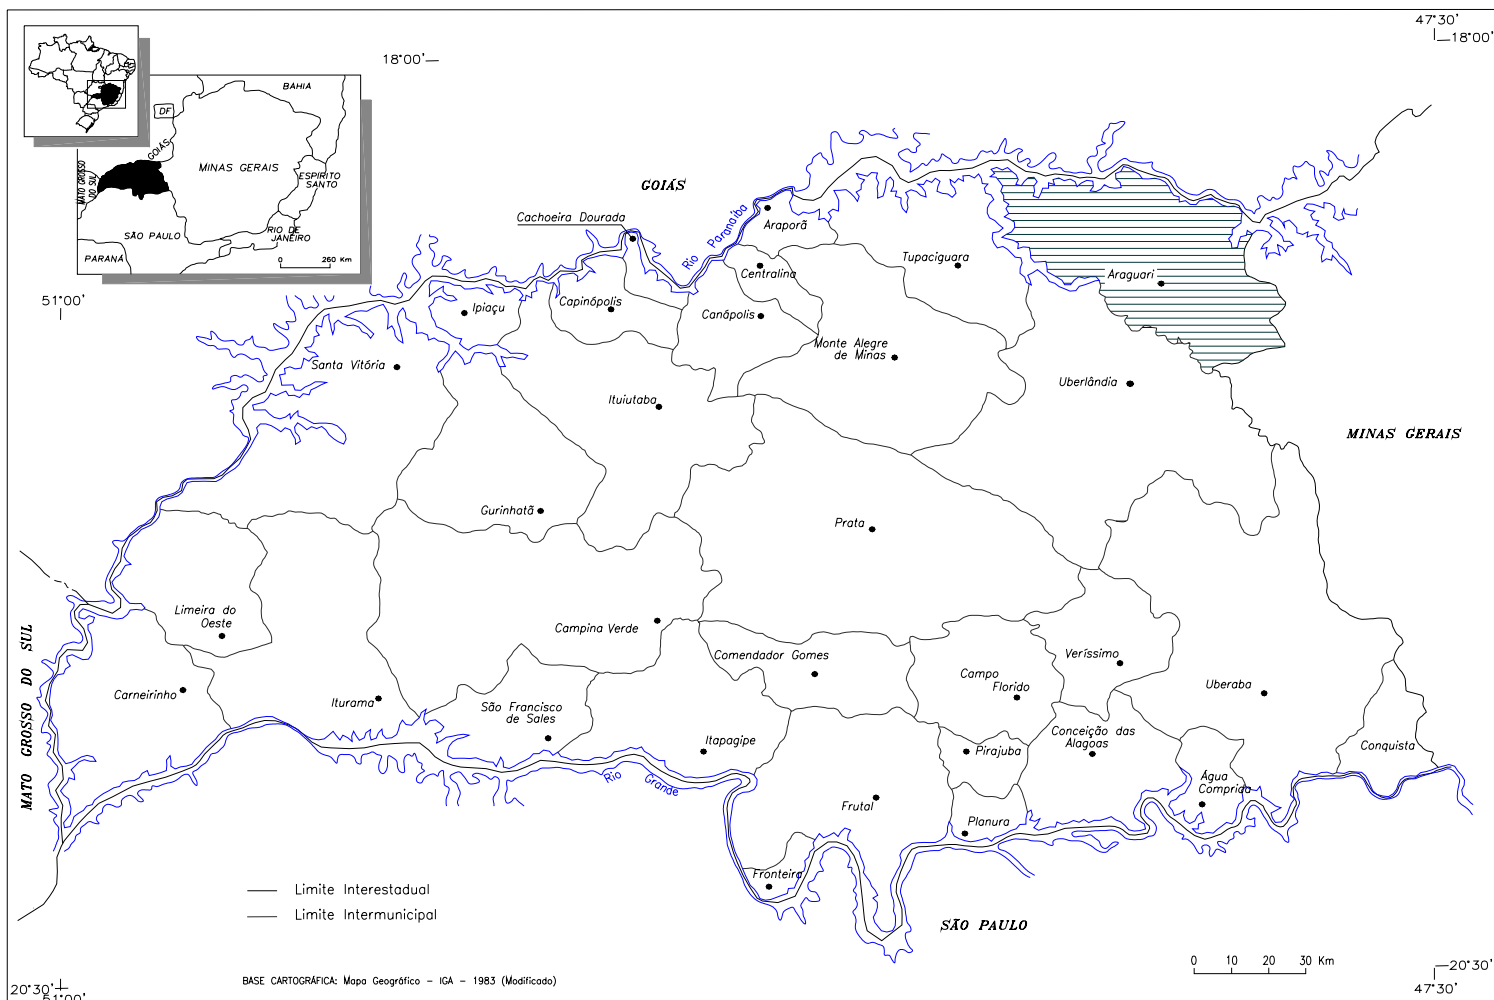 47°30'
18°00'
18°00'
BAHIA
DF
GOIÁS
MINAS GERAIS
MATO GROSSO
DO SUL
ESPÍRITO
SANTO
SÃO PAULO
RIO DE
JANEIRO
PARANÁ
0 260 Km
51°00'
GOIÁS
Cachoeira Dourada
Rio Paranaíba
Araporã
Centralina
Tupaciguara
Araguari
Ipiaçu
Capinópolis
Canápolis
Monte Alegre
de Minas
Santa Vitória
Uberlândia
Ituiutaba
MINAS GERAIS
Gurinhatã
Prata
Limeira do
Oeste
Campina Verde
Comendador Gomes
Veríssimo
Campo
Florido
Uberaba
MATO GROSSO DO SUL
Carneirinho
Iturama
São Francisco
de Sales
Itapagipe
Pirajuba
Conceição das
Alagoas
Conquista
Rio Grande
Água
Comprida
Frutal
Planura
Fronteira
Limite Interestadual
Limite Intermunicipal
SÃO PAULO
0 10 20 30 Km
BASE CARTOGRÁFICA: Mapa Geográfico - IGA - 1983 (Modificado)
20°30'
51°00'
20°30'
47°30'